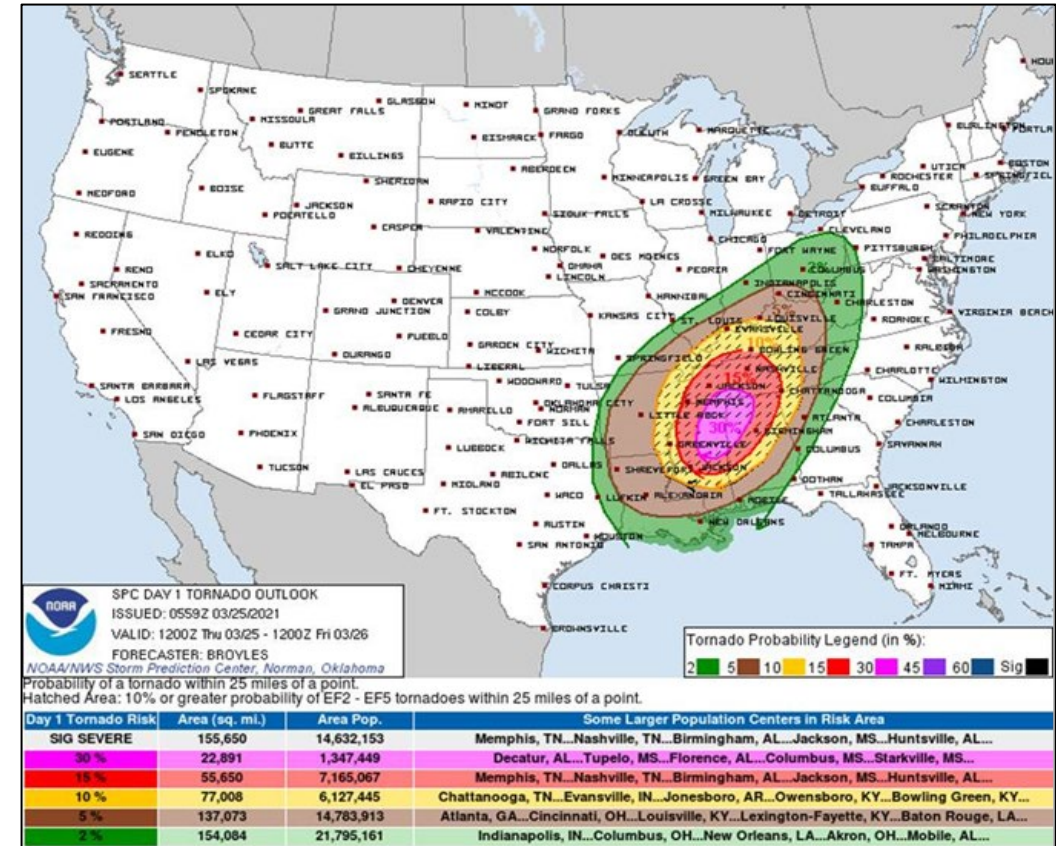 HOU
SEATTLE
SPOKANE
GLASGOW
MINOT
GRAND FORKS
GREAT FALLS
MISSOULA
PORTLAND
PENDLETON
BISMARCK
FARGO
DULUTH
MARQUETTE
BURLINGTON
PORTLA
EUGENE
BUTTE
BILLINGS
ABERDEEN
MINNEAPOLIS
GREEN BAY
UTICA
BOSTON
ROCHESTER
SPRINGFIEL
BUFFALO
MEDFORD
BOISE
SHERIDAN
JACKSON
POCATELLO
RAPID CITY
LA CROSSE
SIOUX FALLS
MILWAUKEE
DETROIT
SCRANTON
NEW YORK
REDDING
CASPER
VALENTINE
CLEVELAND
PHILADELPHIA
CHICAGO
NORFOLK
FORT WAYNE
PITTSBURGH
ELKO
DES MOINES
BALTIMORE
RENO
SALT LAKE CITY
CHEYENNE
OMAHA
PEORIA
2%
COLUMBUS
WASHINGTON
LINCOLN
SACRAMENTO
INDIANAPOLIS
SAN FRANCISCO
ELY
MCCOOK
HANNIBAL
CINCINNATI
DENVER
CHARLESTON
GRAND JUNCTION
COLBY
KANSAS CITY
ST. LOUIS
5%
LOUISVILLE
ROANOKE
VIRGINIA BEACH
FRESNO
CEDAR CITY
PUEBLO
EVANSVILLE
GARDEN CITY
WICHITA
10%
BOWLING GREEN
RALEIGH
DURANGO
SPRINGFIELD
LAS VEGAS
LIBERAL
NASHVILLE
CHARLOTTE
SANTA BARBARA
WOODWARD
TULSA
15%
JACKSON
CHATTANOOGA
WILMINGTON
LOS ANGELES
FLAGSTAFF
SANTA FE
OKLAHOMA CITY
MEMPHIS
COLUMBIA
ALBUQUERQUE
AMARILLO
NORMAN
LITTLE ROCK
ATLANTA
FORT SILL
30%
BIRMINGHAM
CHARLESTON
SAN DIEGO
PHOENIX
WICHITA FALLS
GREENVILLE
LUBBOCK
COLUMBUS
SAVANNAH
TUCSON
LAS CRUCES
ABILENE
DALLAS
SHREVEPORT
JACKSON
EL PASO
MIDLAND
DOTHAN
JACKSONVILLE
WACO
LUFKIN
ALEXANDRIA
MOBILE
TALLAHASSEE
FT. STOCKTON
AUSTIN
NEW ORLEANS
ORLANDO
HOUSTON
MELBOURNE
SAN ANTONIO
TAMPA
FT. MYERS
CORPUS CHRISTI
MIAMI
BROWNSVILLE
NOAA
SPC DAY 1 TORNADO OUTLOOK
ISSUED: 0559Z 03/25/2021
VALID: 1200Z Thu 03/25 - 1200Z Fri 03/26
FORECASTER: BROYLES
NOAA/NWS Storm Prediction Center, Norman, Oklahoma
Tornado Probability Legend (in %):
2 5 10 15 30 45 60 Sig
Probability of a tornado within 25 miles of a point.
Hatched Area: 10% or greater probability of EF2 - EF5 tornadoes within 25 miles of a point.
Day 1 Tornado Risk Area (sq. mi.) Area Pop. Some Larger Population Centers in Risk Area
SIG SEVERE 155,650 14,632,153 Memphis, TN...Nashville, TN...Birmingham, AL...Jackson, MS...Huntsville, AL...
30 % 22,891 1,347,449 Decatur, AL...Tupelo, MS...Florence, AL...Columbus, MS...Starkville, MS...
15 % 55,650 7,165,067 Memphis, TN...Nashville, TN...Birmingham, AL...Jackson, MS...Huntsville, AL...
10 % 77,008 6,127,445 Chattanooga, TN...Evansville, IN...Jonesboro, AR...Owensboro, KY...Bowling Green, KY...
5 % 137,073 14,783,913 Atlanta, GA...Cincinnati, OH...Louisville, KY...Lexington-Fayette, KY...Baton Rouge, LA...
2 % 154,084 21,795,161 Indianapolis, IN...Columbus, OH...New Orleans, LA...Akron, OH...Mobile, AL...